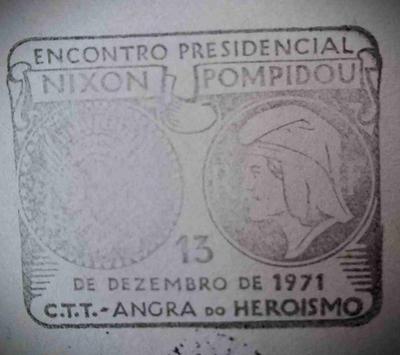 ENCONTRO PRESIDENCIAL
NIXON POMPIDOU
13
DE DEZEMBRO DE 1971
C.T.T.-ANGRA DO HEROISMO